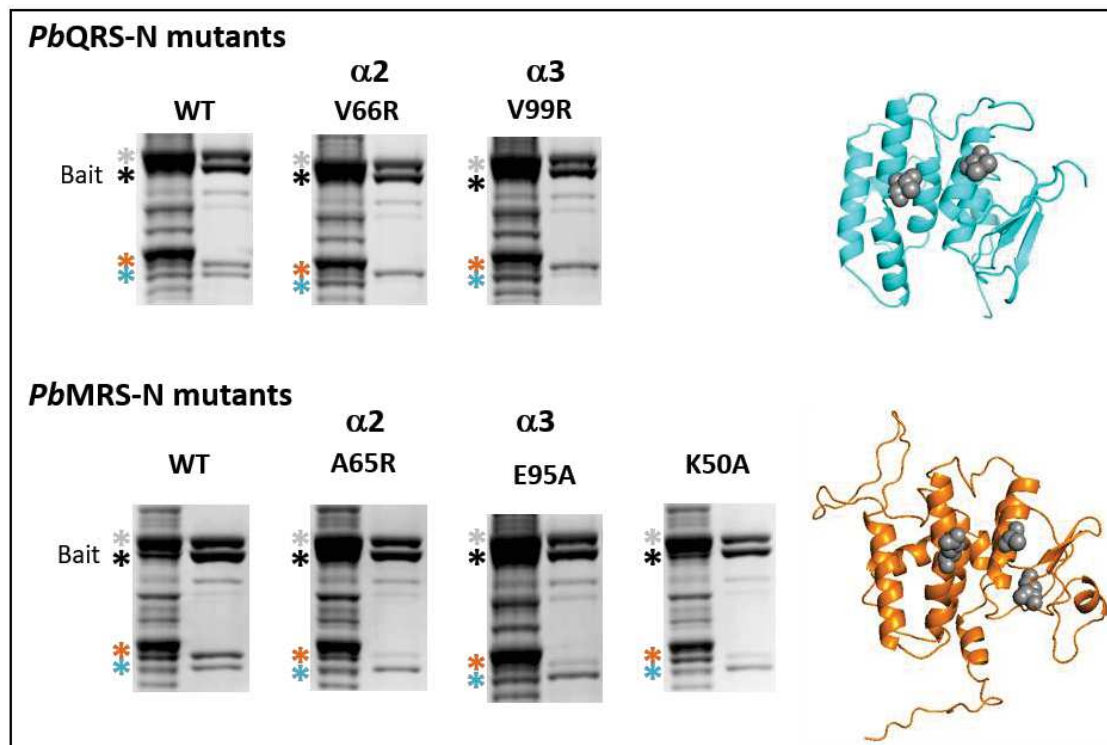 PbQRS-N mutants
α2 α3
WT V66R V99R
Bait * * * * * *
* * * * * *
PbMRS-N mutants
α2 α3
WT A65R E95A K50A
Bait * * * * * * * *
* * * * * * * *